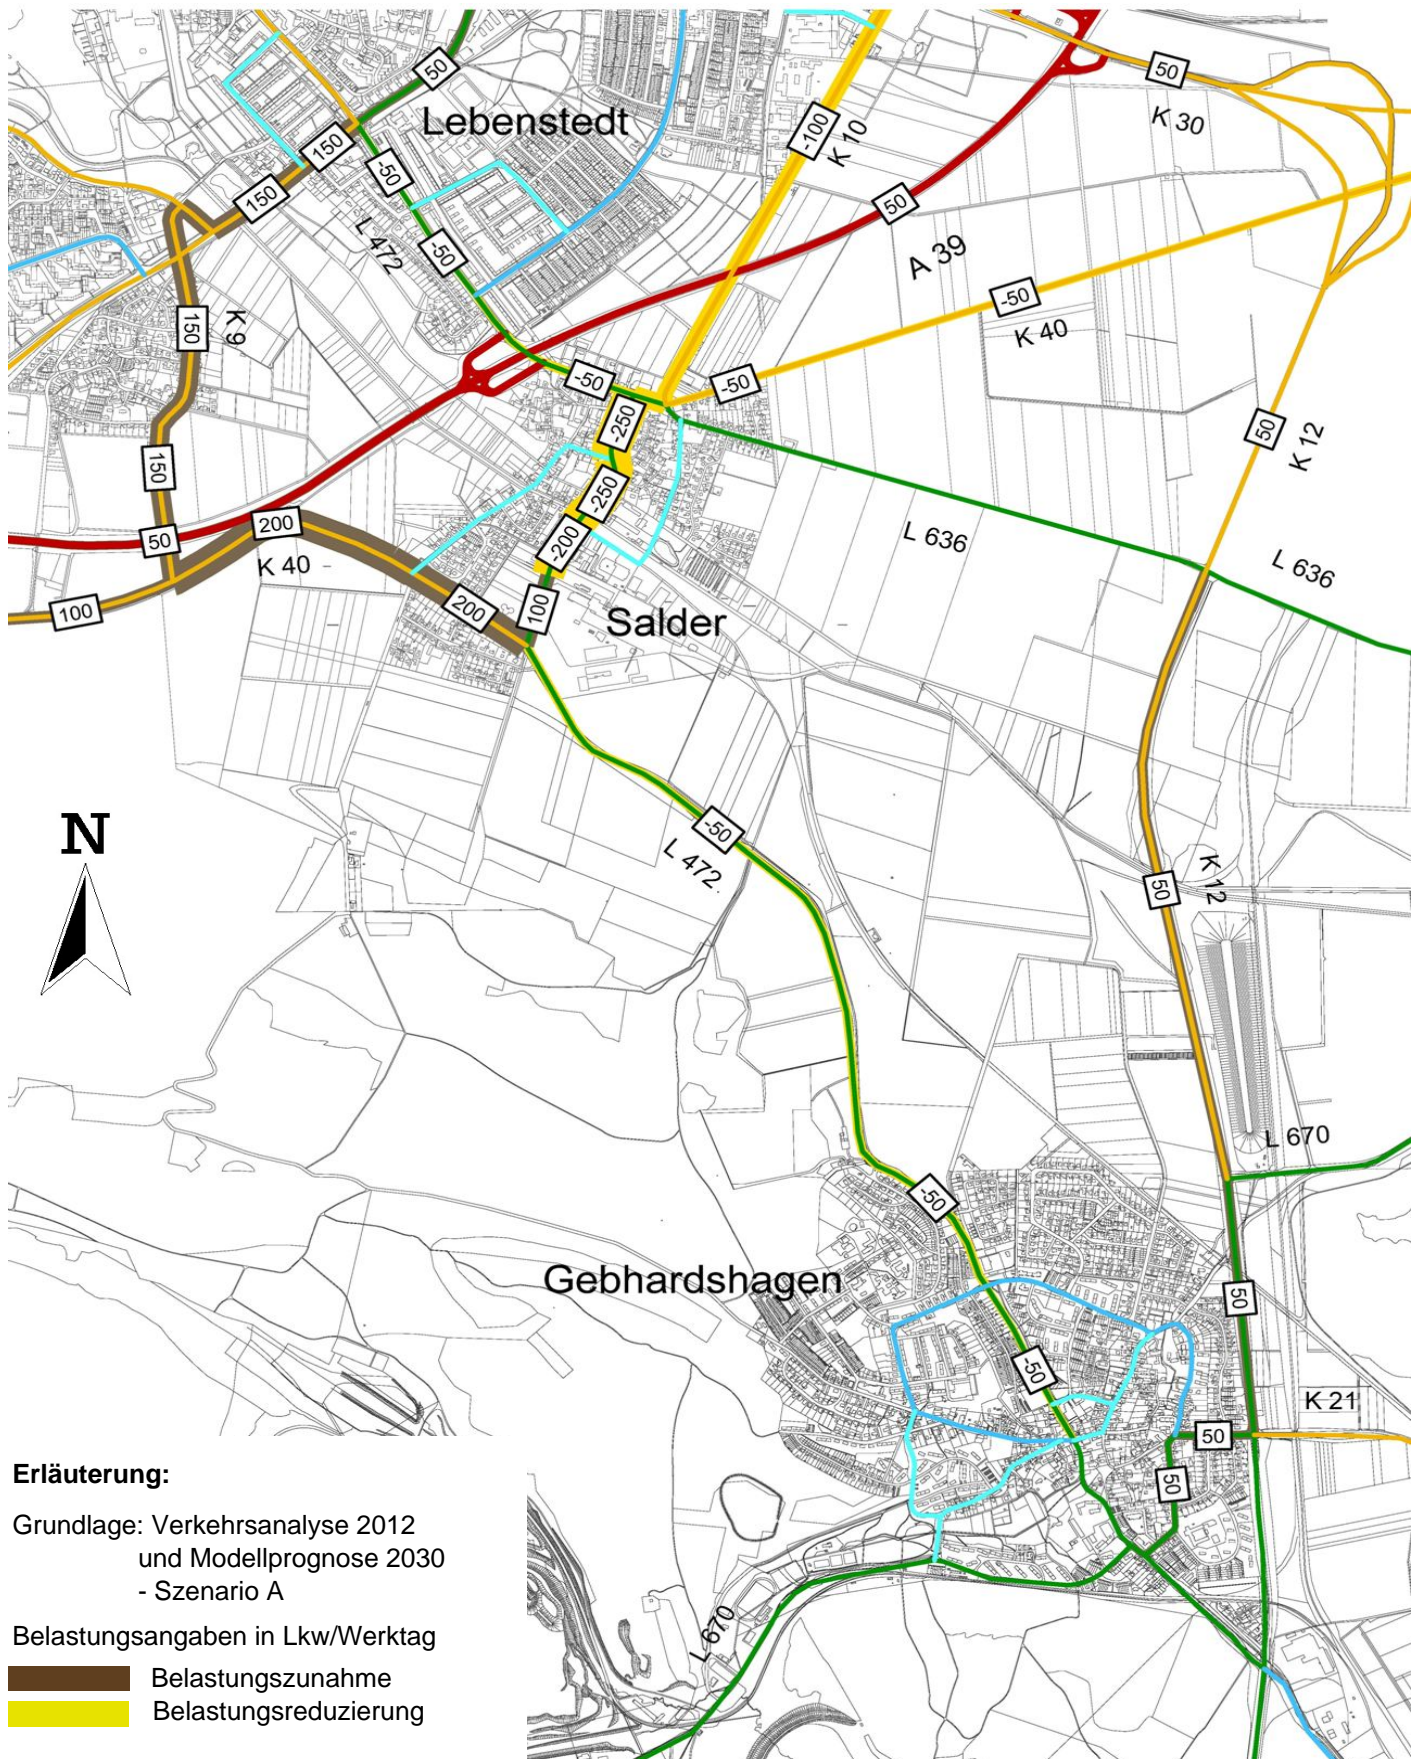 50
50
K 30
Lebenstedt
-100
K 10
150
-50
150
50
L 472
-50
A 39
-50
K 40
150
K 9
-50
-50
-250
50
K 12
150
-250
L 636
200
50
-200
L 636
K 40
200
100
100
Salder
N
-50
L 472
50
K 12
L 670
-50
Gebhardshagen
50
-50
K 21
50
50
L 670
Erläuterung:
Grundlage: Verkehrsanalyse 2012
und Modellprognose 2030
- Szenario A
Belastungsangaben in Lkw/Werktag
Belastungszunahme
Belastungsreduzierung